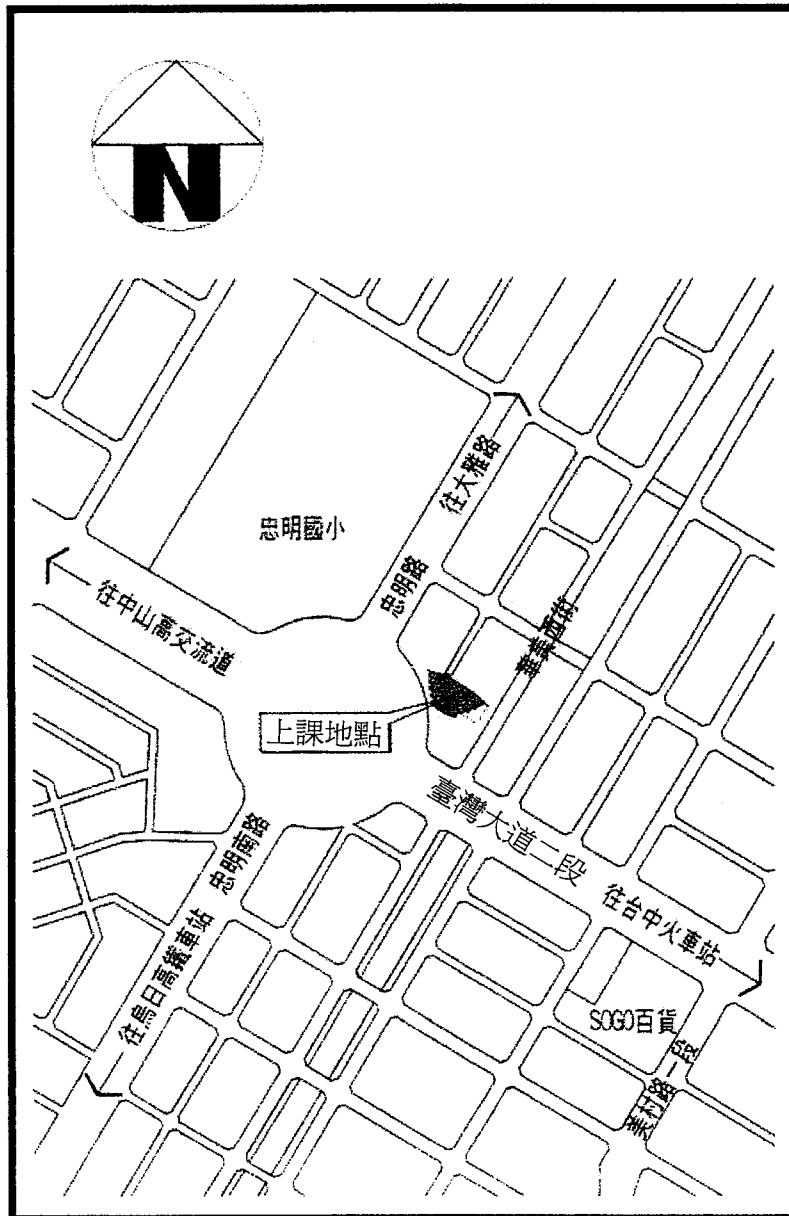 N
往大雅路
忠明國小
忠明路
往中山高交流道
華美西街
上課地點
臺灣大道二段
忠明南路
往台中火車站
往烏日高鐵車站
SOGO百貨
美村路一段